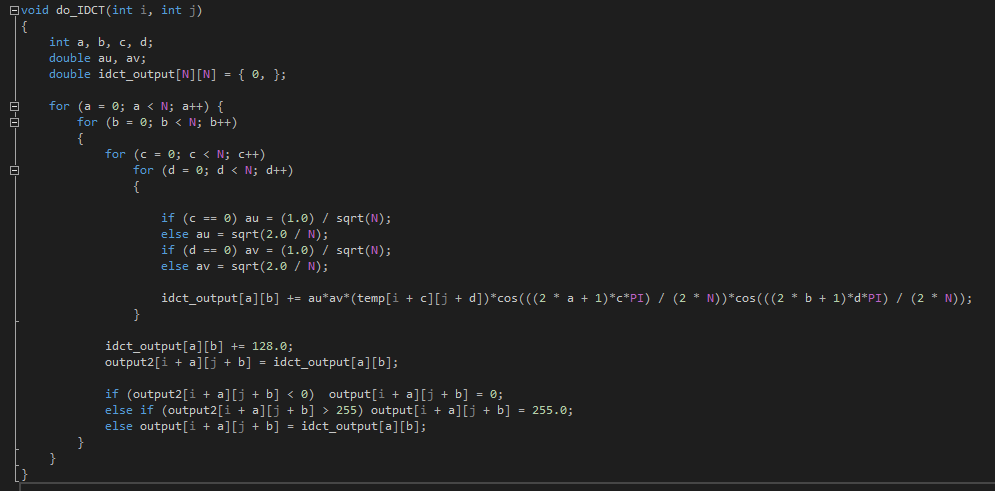 void do_IDCT(int i, int j)
{
    int a, b, c, d;
    double au, av;
    double idct_output[N][N] = { 0, };

    for (a = 0; a < N; a++) {
        for (b = 0; b < N; b++)
        {
            for (c = 0; c < N; c++)
                for (d = 0; d < N; d++)
                {

                    if (c == 0) au = (1.0) / sqrt(N);
                    else au = sqrt(2.0 / N);
                    if (d == 0) av = (1.0) / sqrt(N);
                    else av = sqrt(2.0 / N);

                    idct_output[a][b] += au*av*(temp[i + c][j + d])*cos(((2 * a + 1)*c*PI) / (2 * N))*cos(((2 * b + 1)*d*PI) / (2 * N));
                }

            idct_output[a][b] += 128.0;
            output2[i + a][j + b] = idct_output[a][b];

            if (output2[i + a][j + b] < 0)  output[i + a][j + b] = 0;
            else if (output2[i + a][j + b] > 255) output[i + a][j + b] = 255.0;
            else output[i + a][j + b] = idct_output[a][b];
        }
    }
}